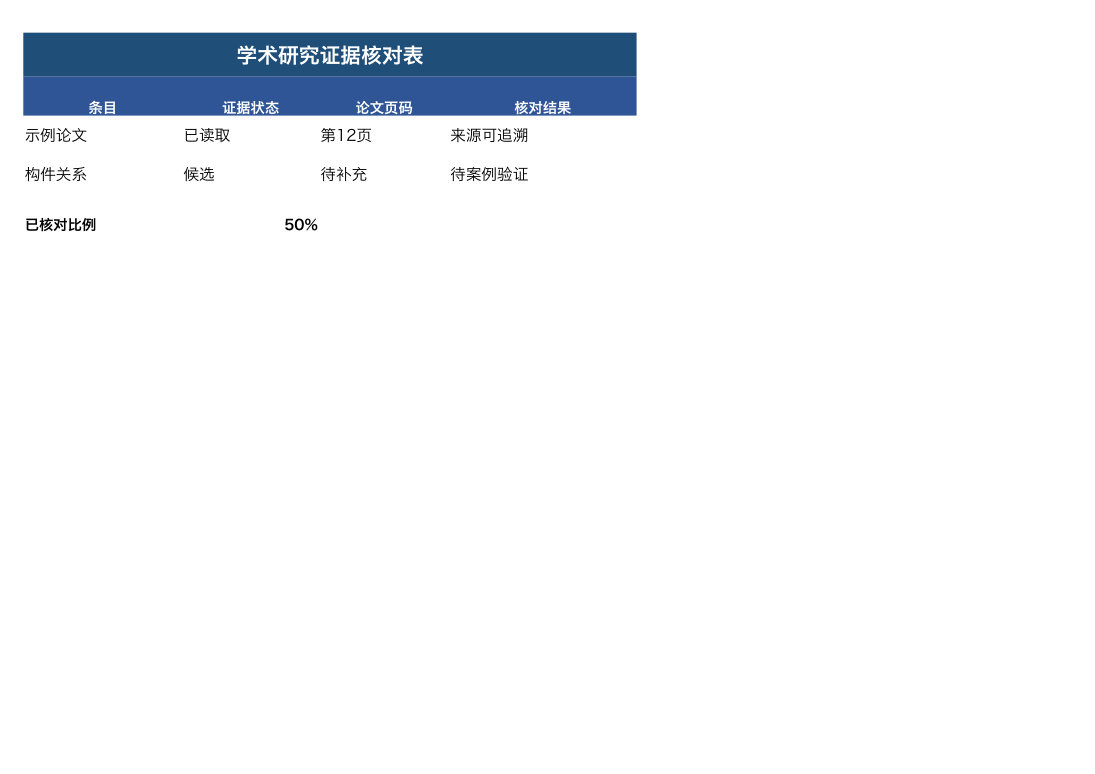 学术研究证据核对表
条目 证据状态 论文页码 核对结果
示例论文 已读取 第12页 来源可追溯
构件关系 候选 待补充 待案例验证
已核对比例 50%